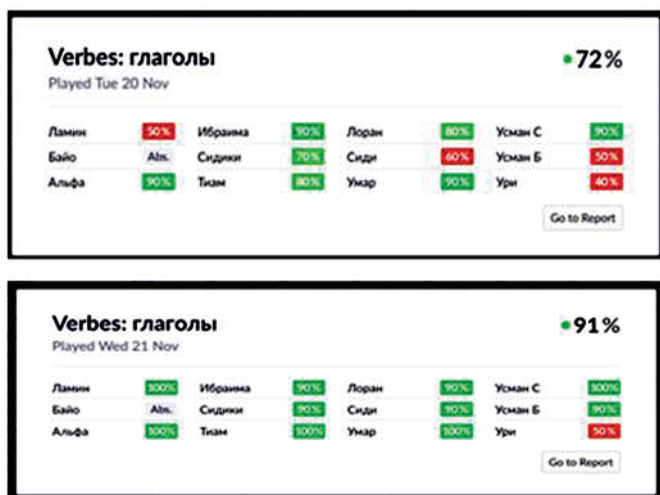 Verbes: глаголы
72%
Played Tue 20 Nov
Ламин 50% Ибраима 90% Лоран 80% Усман С 90%
Байо Abs. Сидики 70% Сиди 60% Усман Б 50%
Альфа 90% Тиам 80% Умар 90% Ури 40%
Go to Report
Verbes: глаголы
91%
Played Wed 21 Nov
Ламин 100% Ибраима 90% Лоран 90% Усман С 100%
Байо Abs. Сидики 90% Сиди 90% Усман Б 90%
Альфа 100% Тиам 100% Умар 100% Ури 50%
Go to Report